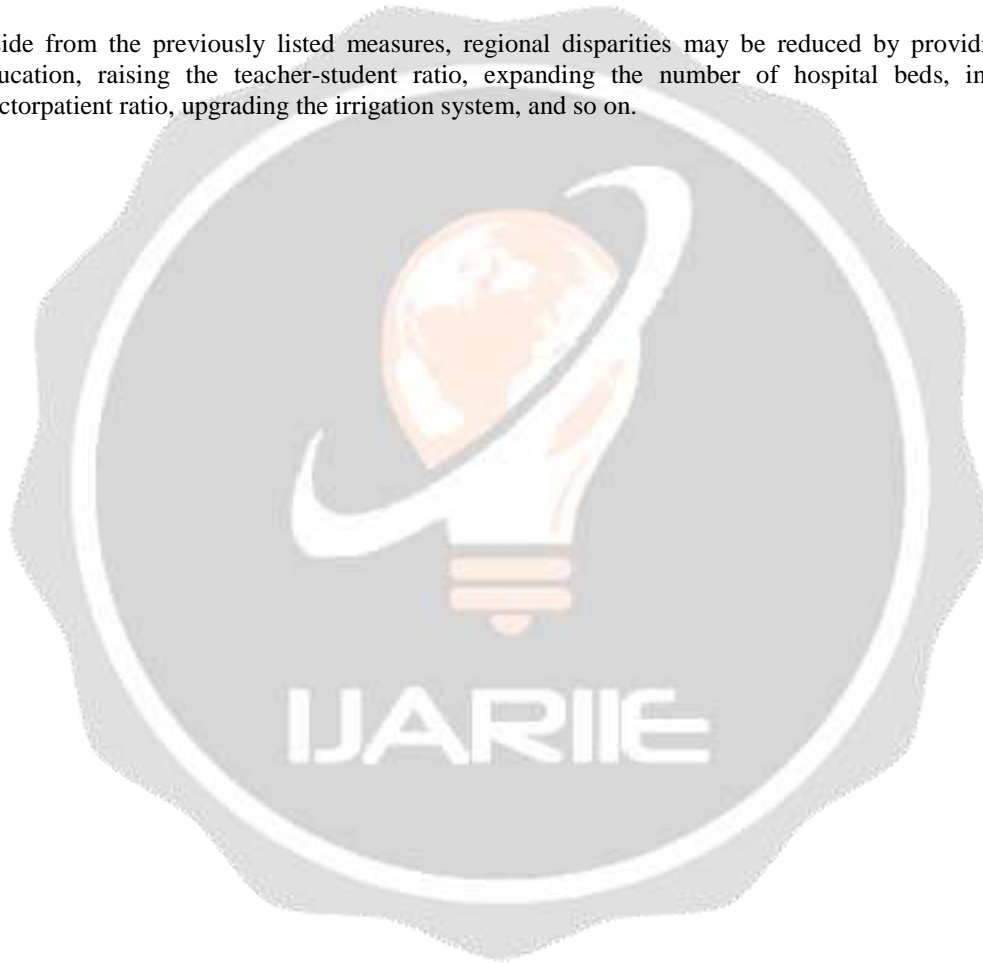 ide from the previously listed measures, regional disparities may be reduced by providi
ucation, raising the teacher-student ratio, expanding the number of hospital beds, in
ctorpatient ratio, upgrading the irrigation system, and so on.
IJARIIE